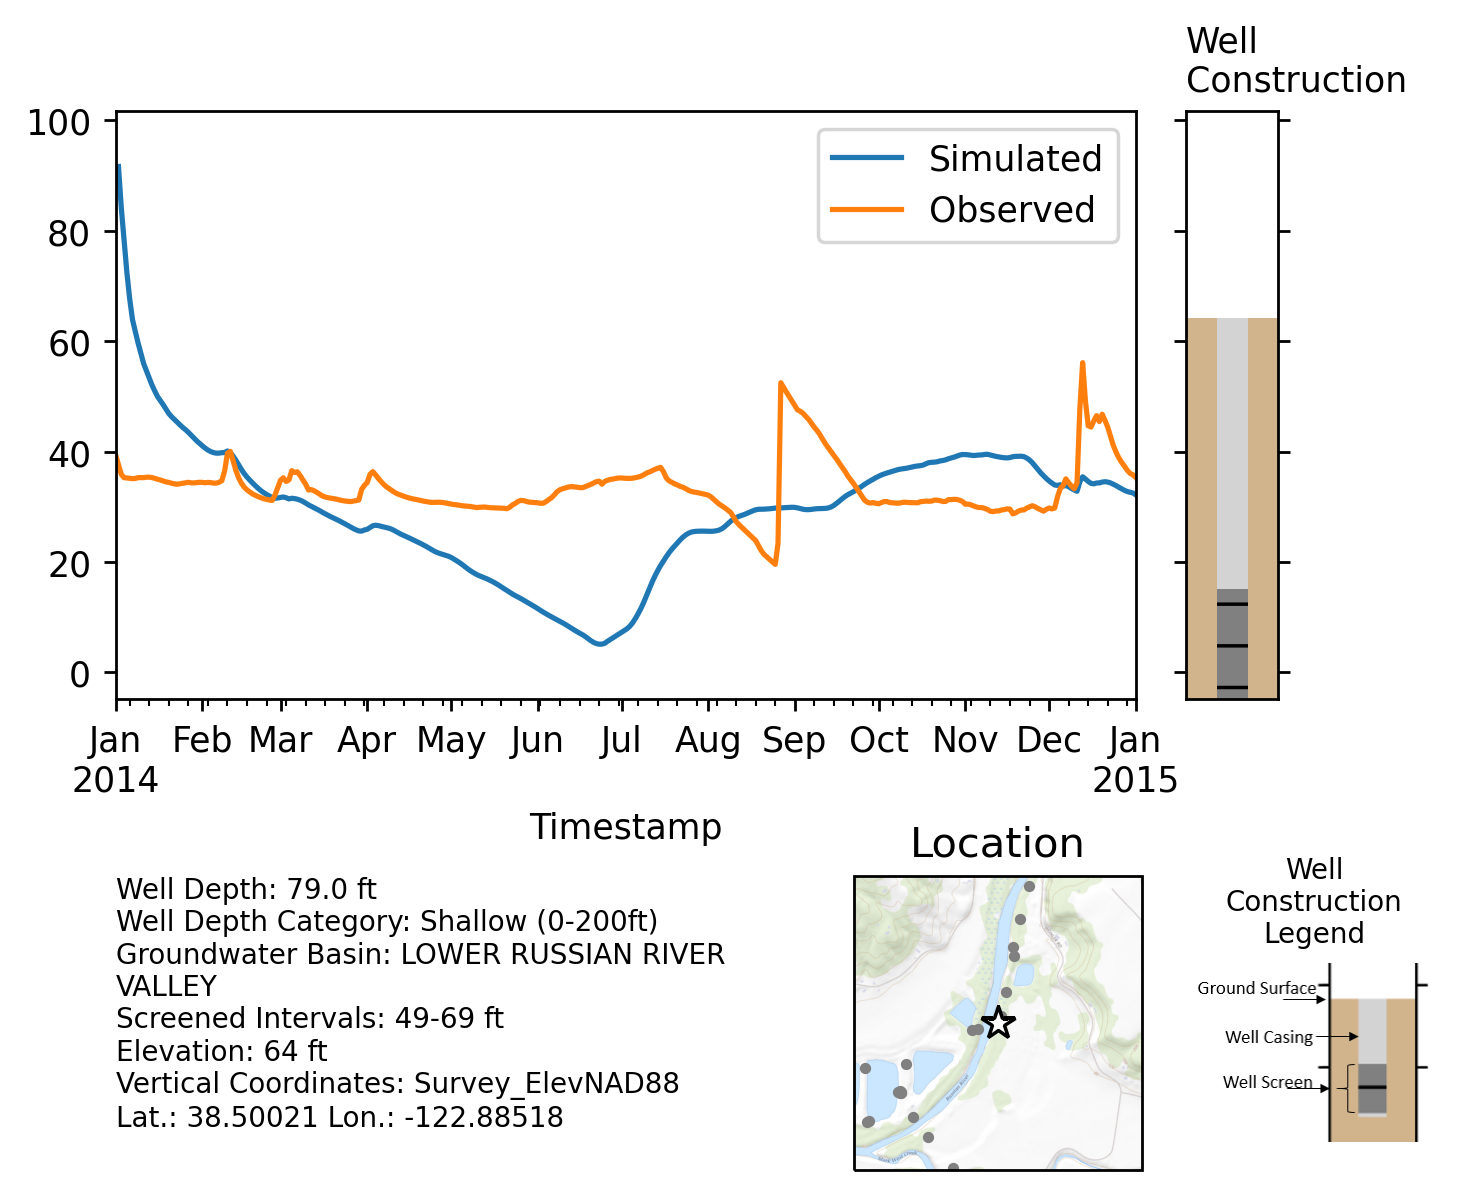 Well
Construction
100
80
60
40
20
0
Simulated
Observed
Jan Feb Mar Apr May Jun Jul Aug Sep Oct Nov Dec Jan
2014 2015
Timestamp
Well Depth: 79.0 ft
Well Depth Category: Shallow (0-200ft)
Groundwater Basin: LOWER RUSSIAN RIVER
VALLEY
Screened Intervals: 49-69 ft
Elevation: 64 ft
Vertical Coordinates: Survey_ElevNAD88
Lat.: 38.50021 Lon.: -122.88518
Location
Well
Construction
Legend
Ground Surface
Well Casing
Well Screen